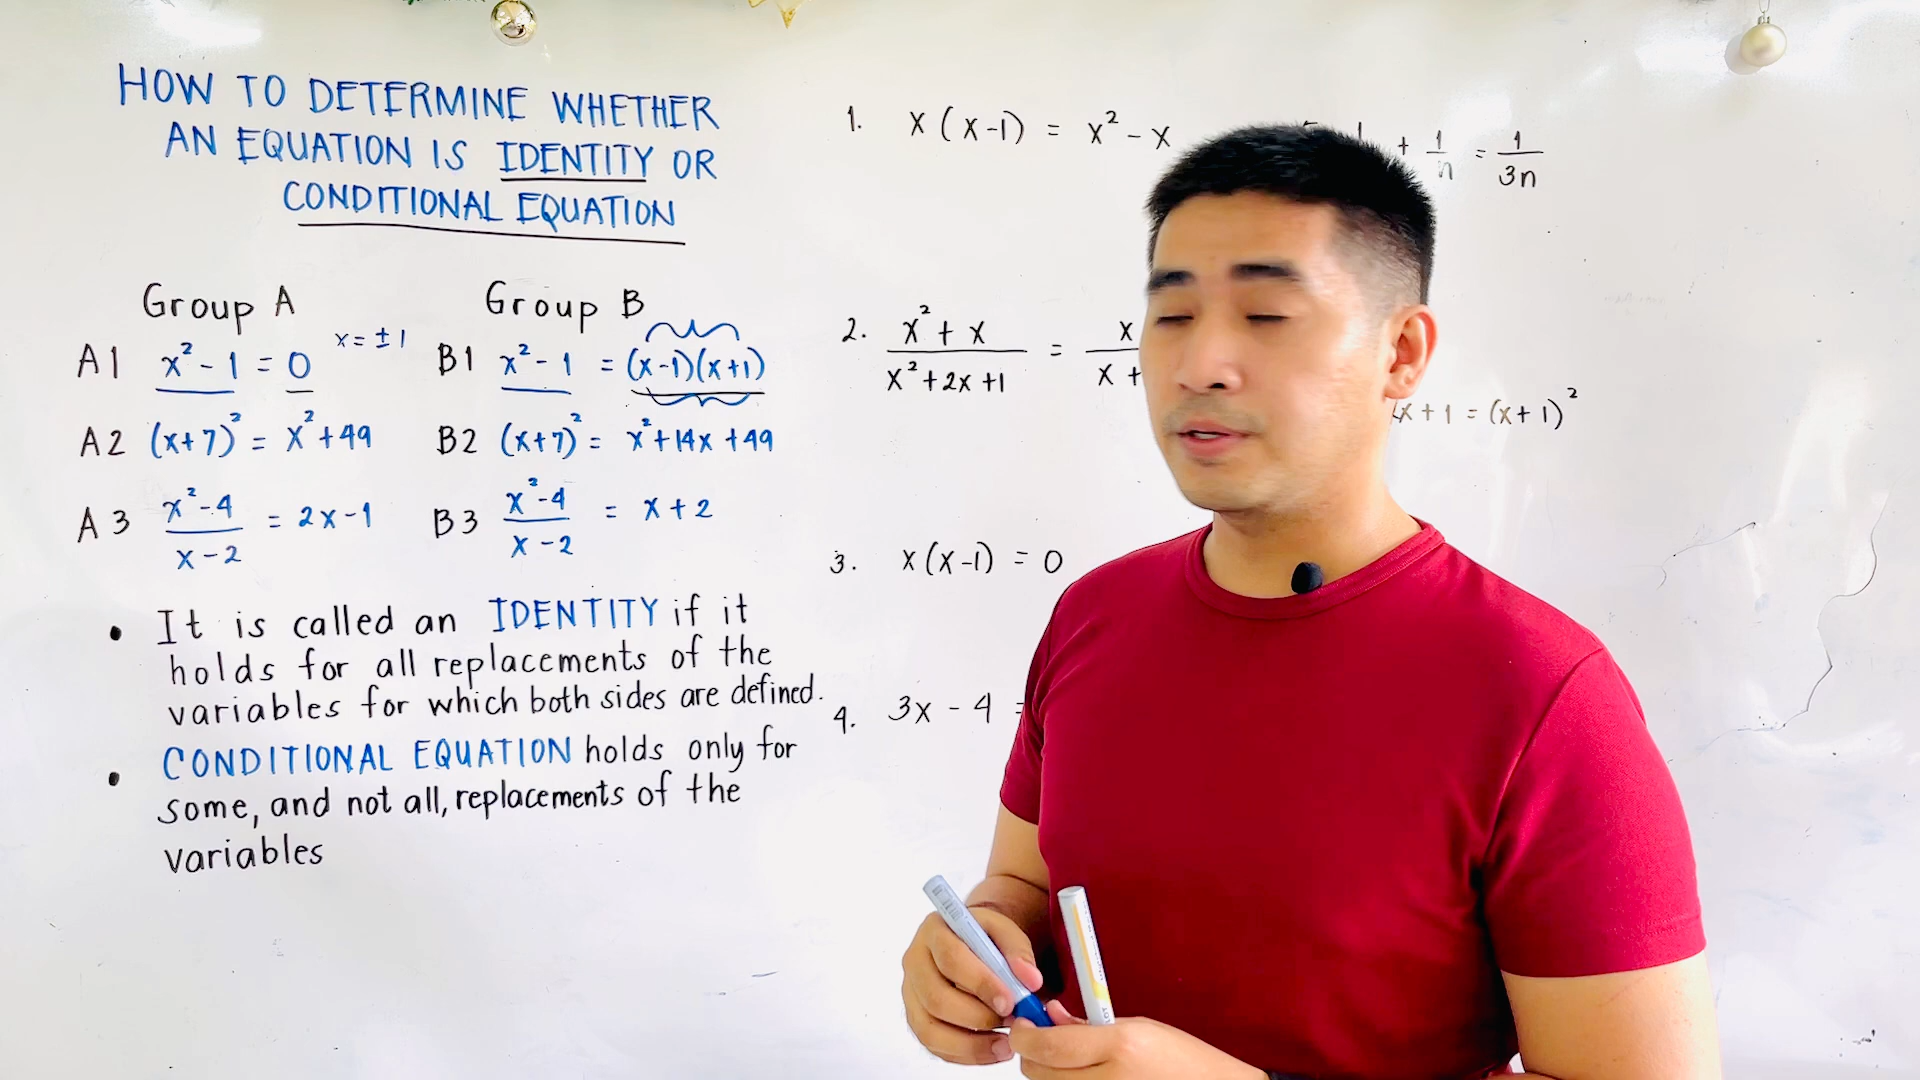 HOW TO DETERMINE WHETHER
AN EQUATION IS IDENTITY OR
CONDITIONAL EQUATION
Group A
A1 x² - 1 = 0 x = ± 1
A2 (x+7)² = x² + 49
A3 x² - 4 / x - 2 = 2x - 1
Group B
B1 x² - 1 = (x-1)(x+1)
B2 (x+7)² = x² + 14x + 49
B3 x² - 4 / x - 2 = x + 2
• It is called an IDENTITY if it
holds for all replacements of the
variables for which both sides are defined.
• CONDITIONAL EQUATION holds only for
some, and not all, replacements of the
variables
1. x(x-1) = x² - x
2. x² + x / x² + 2x + 1 = x / x +
3. x(x-1) = 0
4. 3x - 4 =
+ 1/n = 1/3n
x + 1 = (x+1)²